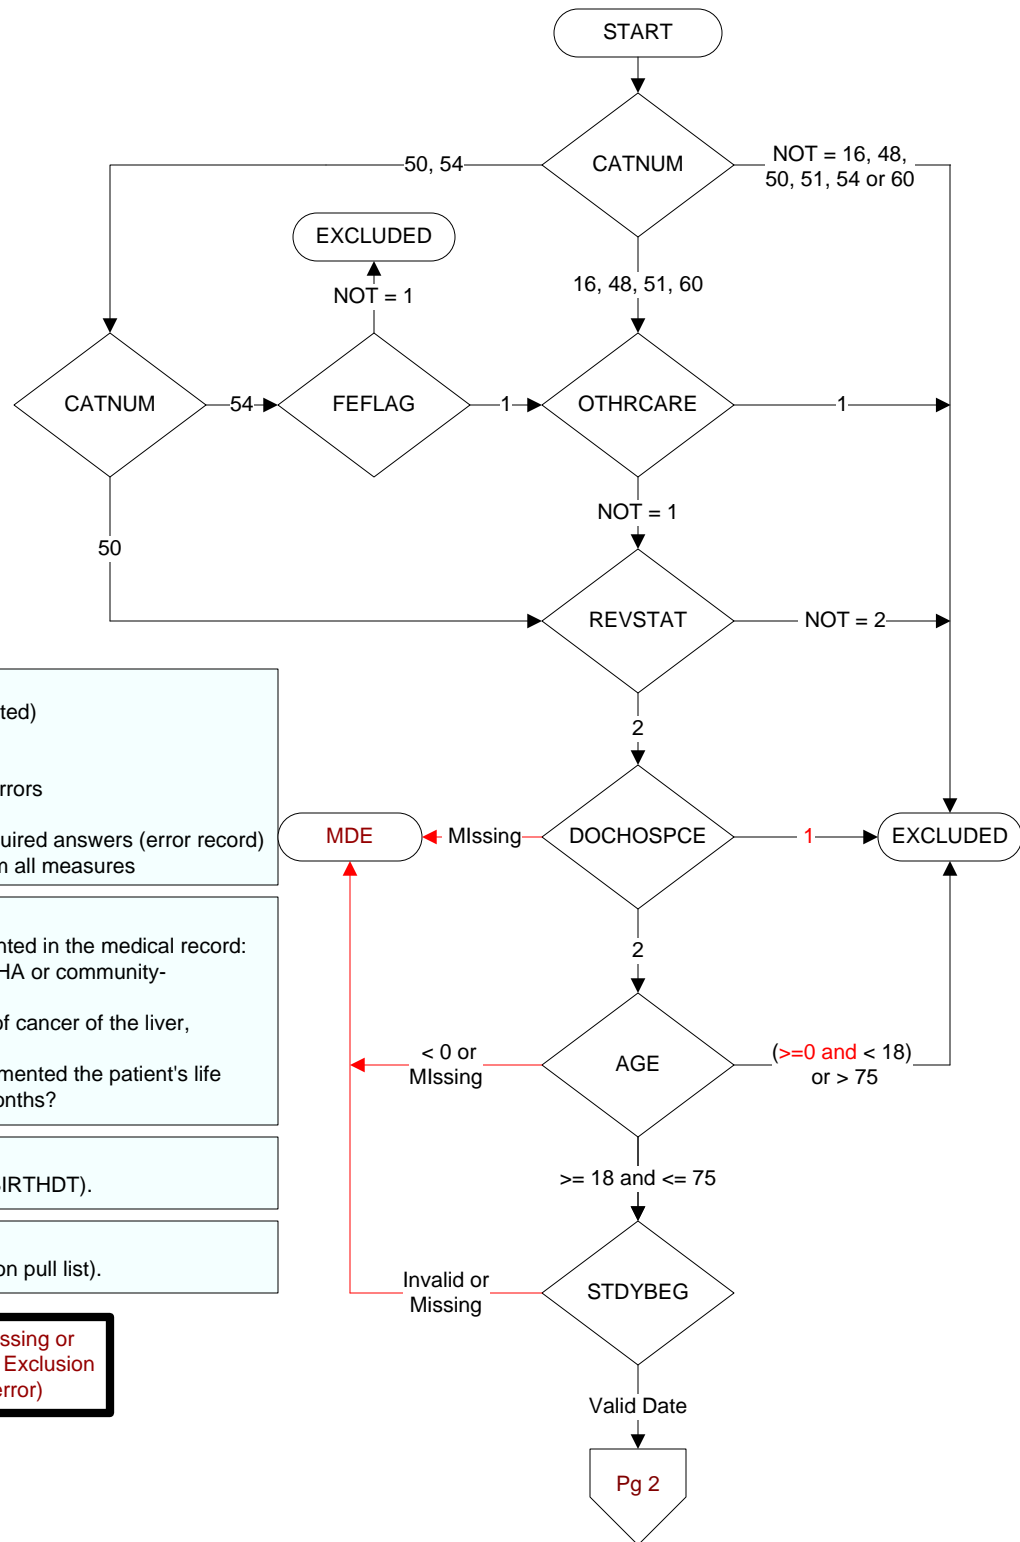 START
CATNUM
50, 54
NOT = 16, 48,
50, 51, 54 or 60
EXCLUDED
NOT = 1
16, 48, 51, 60
CATNUM
54
FEFLAG
1
OTHRCARE
1
NOT = 1
50
REVSTAT
NOT = 2
2
ted)
rrors
quired answers (error record)
m all measures
MDE
MIssing
DOCHOSPCE
1
EXCLUDED
2
nted in the medical record:
HA or community-
of cancer of the liver,
mented the patient's life
onths?
< 0 or
MIssing
AGE
(>=0 and < 18)
or > 75
>= 18 and <= 75
BIRTHDT).
on pull list).
Invalid or
Missing
STDYBEG
ssing or
Exclusion
error)
Valid Date
Pg 2